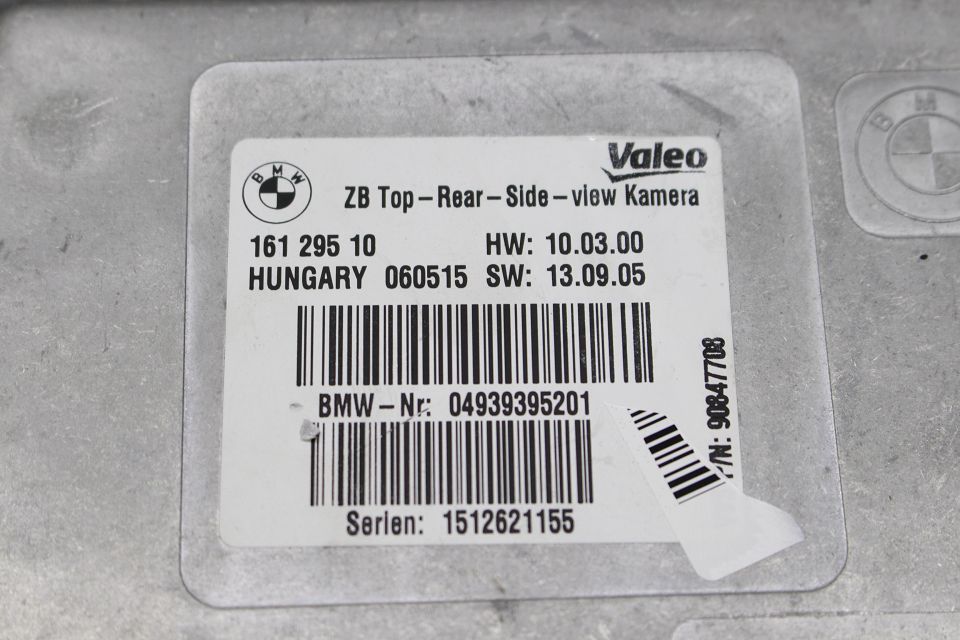 BMW
Valeo
ZB Top-Rear-Side-view Kamera
161 295 10 HW: 10.03.00
HUNGARY 060515 SW: 13.09.05
BMW-Nr: 04939395201
Serien: 1512621155
P/N: 90847708
BM